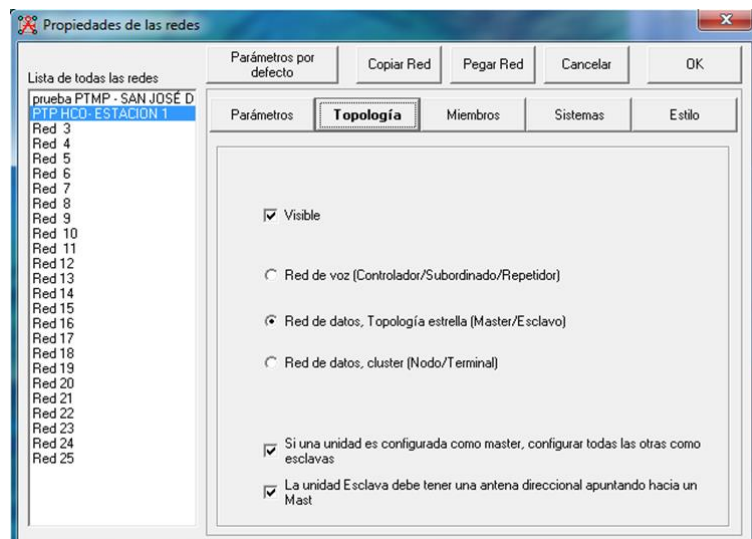 Propiedades de las redes
Lista de todas las redes
Parámetros por
defecto
Copiar Red
Pegar Red
Cancelar
OK
prueba PTMP - SAN JOSÉ D
PTP HCO- ESTACION 1
Red 3
Red 4
Red 5
Red 6
Red 7
Red 8
Red 9
Red 10
Red 11
Red 12
Red 13
Red 14
Red 15
Red 16
Red 17
Red 18
Red 19
Red 20
Red 21
Red 22
Red 23
Red 24
Red 25
Parámetros
Topología
Miembros
Sistemas
Estilo
Visible
Red de voz (Controlador/Subordinado/Repetidor)
Red de datos, Topología estrella (Master/Esclavo)
Red de datos, cluster (Nodo/Terminal)
Si una unidad es configurada como master, configurar todas las otras como
esclavas
La unidad Esclava debe tener una antena direccional apuntando hacia un
Mast